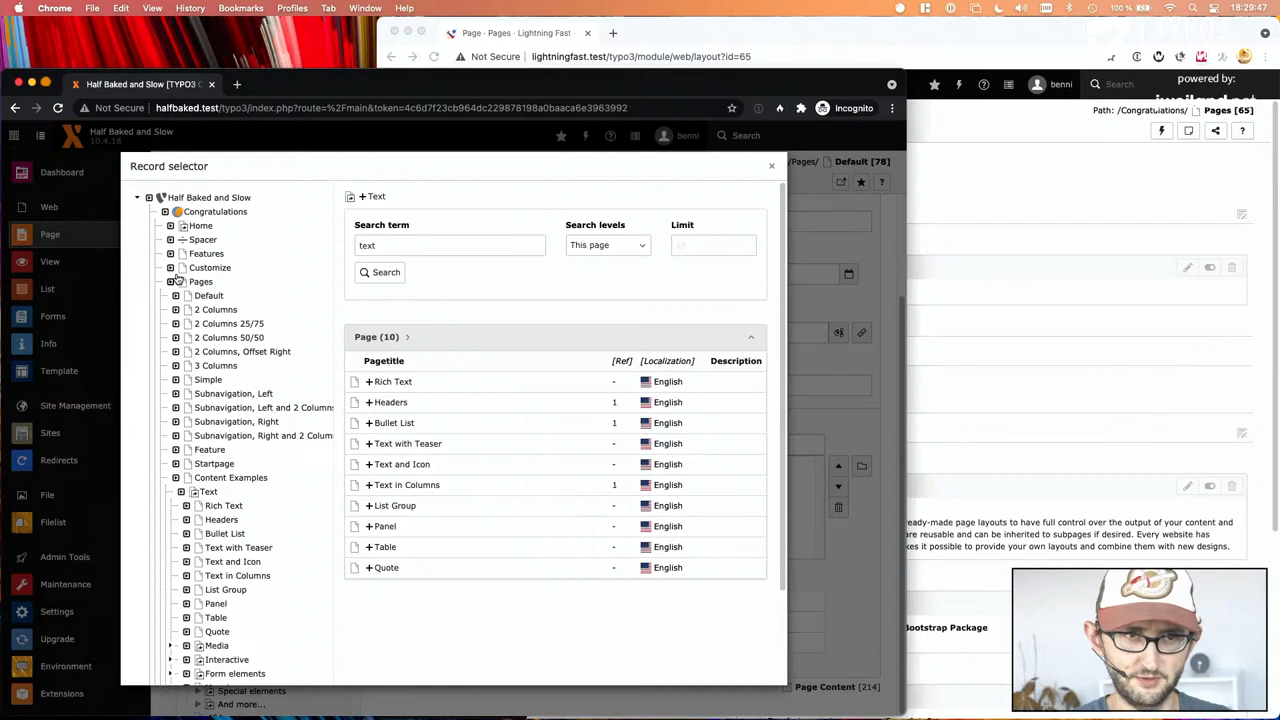 Chrome File Edit View History Bookmarks Profiles Tab Window Help 100 % 18:29:47
Page · Pages · Lightning Fast ·
Not Secure lightningfast.test/typo3/module/web/layout?id=65
Half Baked and Slow [TYPO3 C
benni Search
powered by:
Not Secure halfbaked.test/typo3/index.php?route=%2Fmain&token=4c6d7f23cb964dc229878198a0baaca6e3963992 Incognito
Path: /Congratulations/ Pages [65]
Half Baked and Slow
10.4.18
benni Search
Record selector
/Pages/ Default [78]
Dashboard
Web
Page
View
List
Forms
Info
Template
Site Management
Sites
Redirects
File
Filelist
Admin Tools
Maintenance
Settings
Upgrade
Environment
Extensions
Half Baked and Slow
Congratulations
Home
Spacer
Features
Customize
Pages
Default
2 Columns
2 Columns 25/75
2 Columns 50/50
2 Columns, Offset Right
3 Columns
Simple
Subnavigation, Left
Subnavigation, Left and 2 Columns
Subnavigation, Right
Subnavigation, Right and 2 Colum
Feature
Startpage
Content Examples
Text
Rich Text
Headers
Bullet List
Text with Teaser
Text and Icon
Text in Columns
List Group
Panel
Table
Quote
Media
Interactive
Form elements
Special elements
And more...
+ Text
Search term Search levels Limit
text This page 10
Search
Page (10)
Pagetitle [Ref] [Localization] Description
+ Rich Text - English
+ Headers 1 English
+ Bullet List 1 English
+ Text with Teaser - English
+ Text and Icon - English
+ Text in Columns 1 English
+ List Group - English
+ Panel - English
+ Table - English
+ Quote - English
ready-made page layouts to have full control over the output of your content and
are reusable and can be inherited to subpages if desired. Every website has
kes it possible to provide your own layouts and combine them with new designs.
Bootstrap Package
Page Content [214]